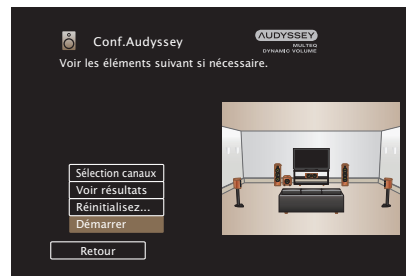 Conf.Audyssey
AUDYSSEY
MULTEQ
DYNAMIC VOLUME
Voir les éléments suivant si nécessaire.
Sélection canaux
Voir résultats
Réinitialisez...
Démarrer
Retour